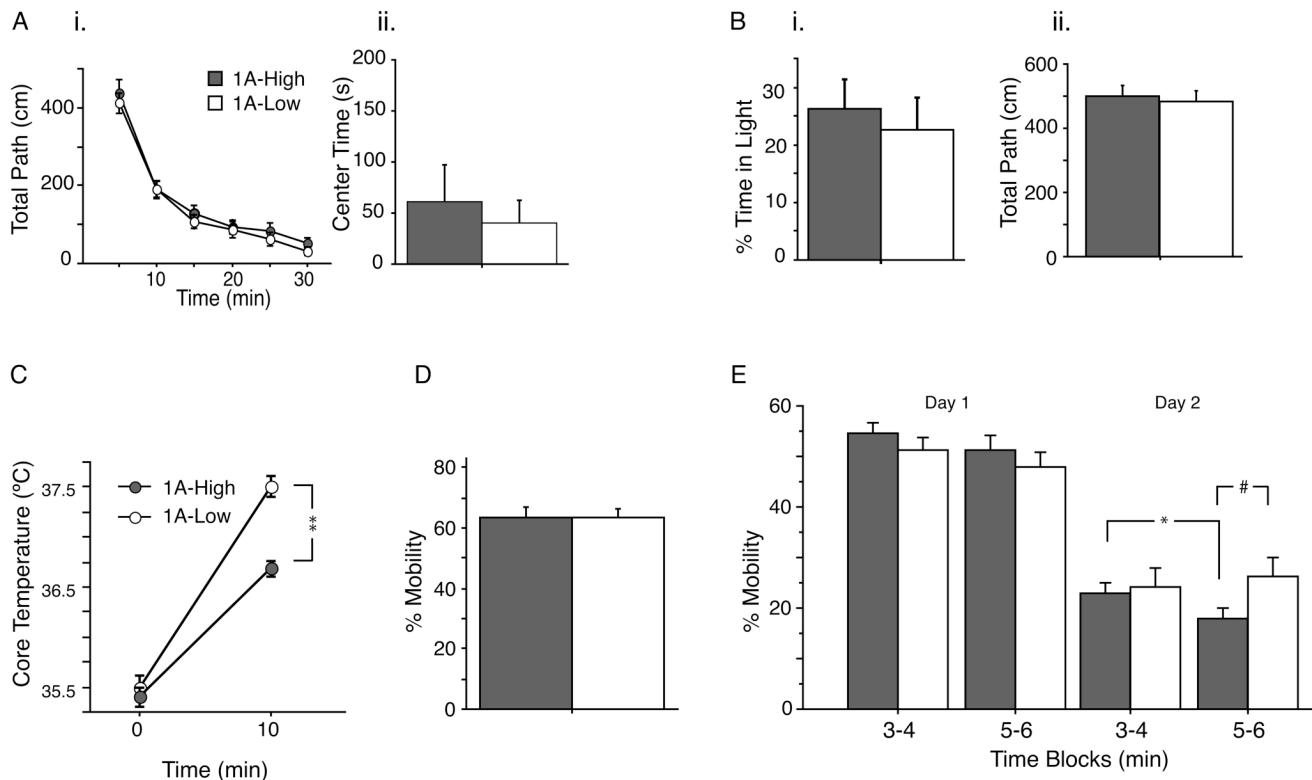 A
i.
Total Path (cm)
400
200
0
10
20
30
Time (min)
1A-High
1A-Low
ii.
Center Time (s)
200
150
100
50
0
B
i.
% Time in Light
30
20
10
0
ii.
Total Path (cm)
600
400
200
0
C
Core Temperature (ºC)
37.5
36.5
35.5
1A-High
1A-Low
**
0
10
Time (min)
D
% Mobility
80
60
40
20
0
E
% Mobility
60
40
20
0
Day 1
Day 2
*
#
3-4
5-6
3-4
5-6
Time Blocks (min)